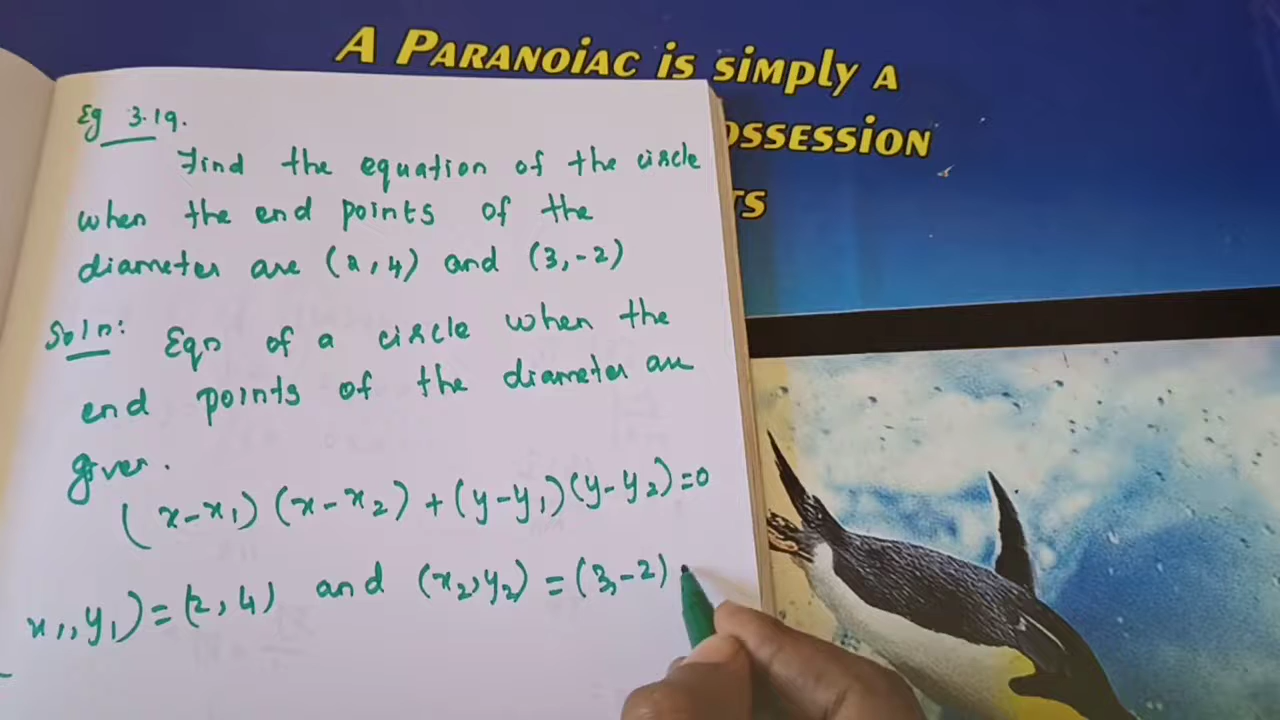 A PARANOIAC IS SIMPLY A
OSSESSION
TS
Eg 3.19.
Find the equation of the circle
when the end points of the
diameter are (2,4) and (3,-2)
Soln: Eqn of a circle when the
end points of the diameter are
given.
(x-x₁)(x-x₂)+(y-y₁)(y-y₂)=0
x₁,y₁)=(2,4) and (x₂,y₂)=(3,-2)